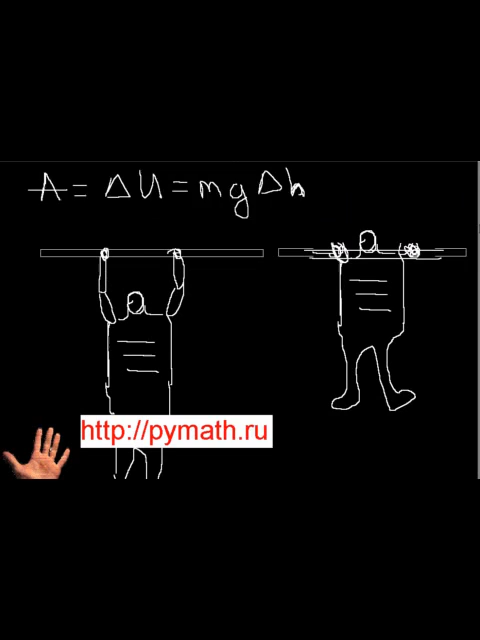 A = ΔU = mgΔh
http://pymath.ru